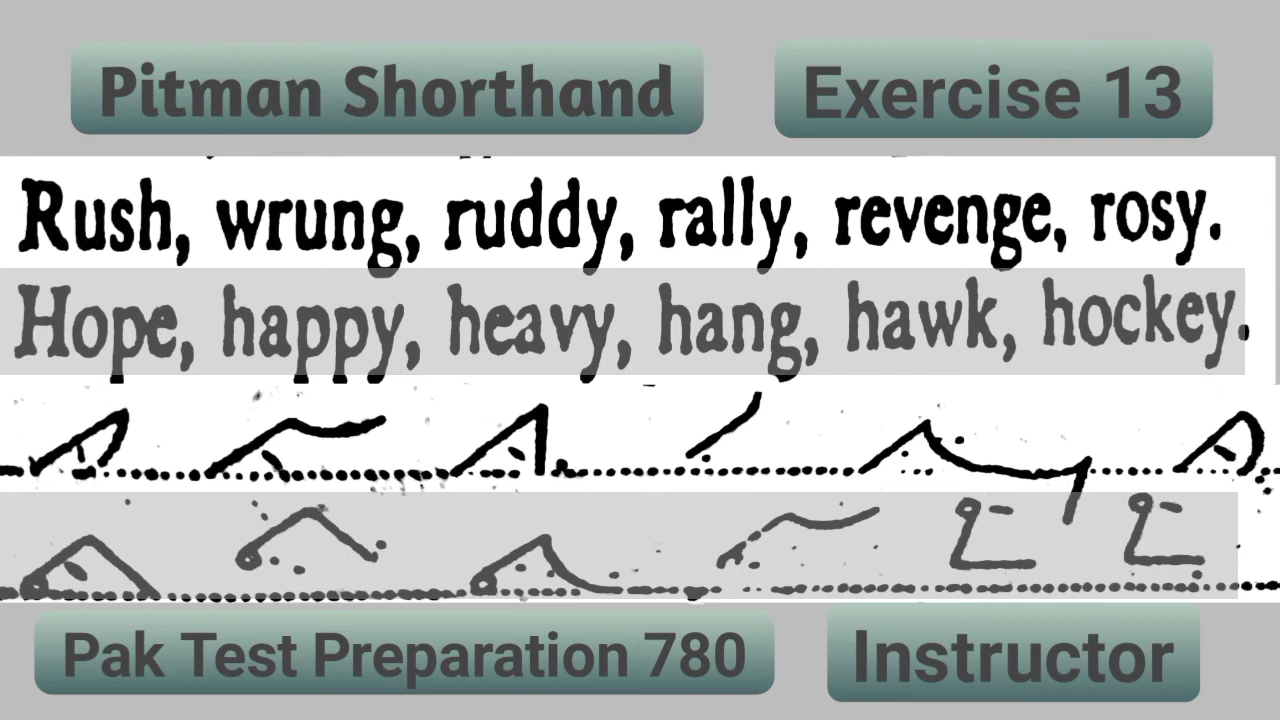 Pitman Shorthand Exercise 13
Rush, wrung, ruddy, rally, revenge, rosy.
Hope, happy, heavy, hang, hawk, hockey.
Pak Test Preparation 780 Instructor